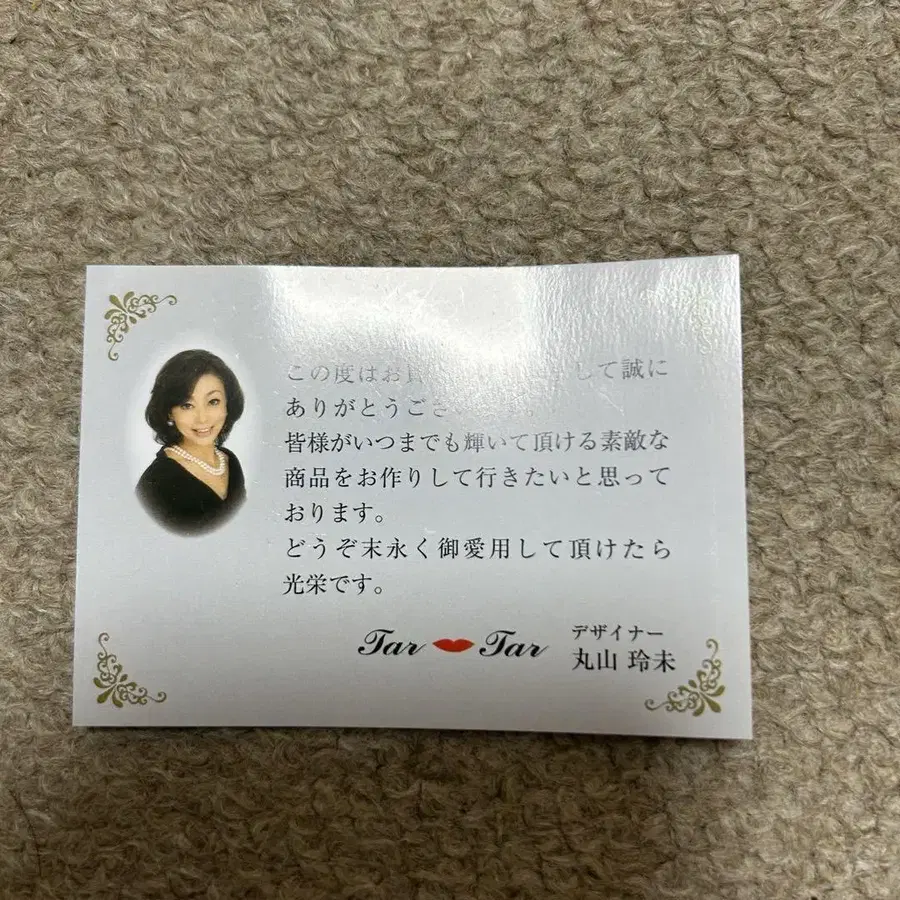 この度はお買 して誠に
ありがとうござ
皆様がいつまでも輝いて頂ける素敵な
商品をお作りして行きたいと思って
おります。
どうぞ末永く御愛用して頂けたら
光栄です。
Tar Tar
デザイナー
丸山 玲未